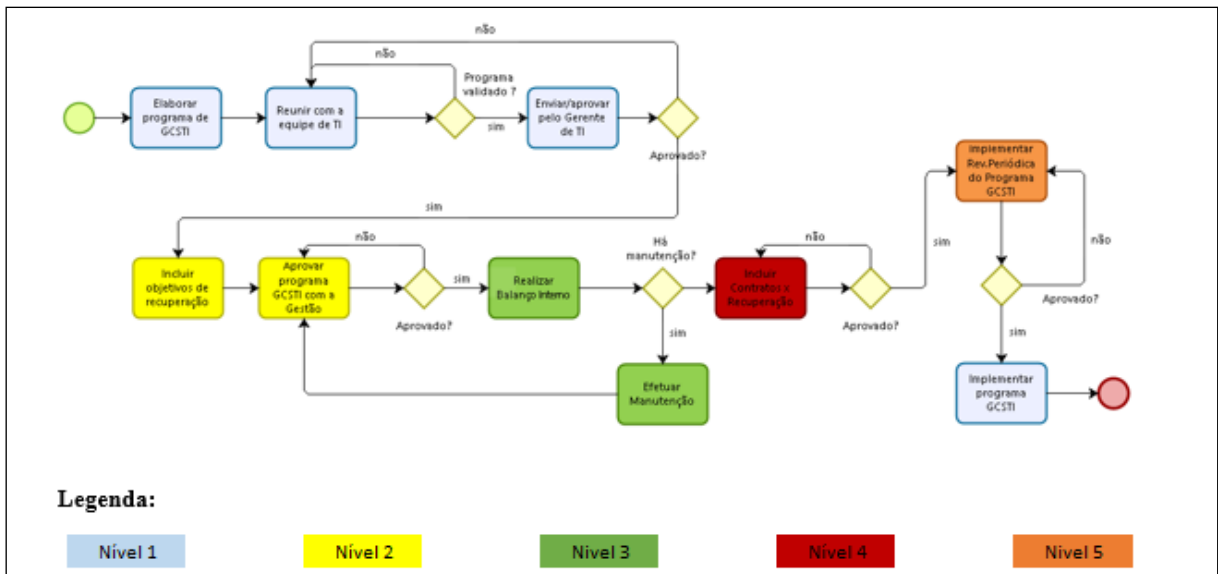 não
não
Programa
validado ?
Elaborar
programa de
GCSTI
Reunir com a
equipe de TI
sim
Enviar/aprovar
pelo Gerente
de TI
Aprovado?
sim
Implementar
Rev.Periódica
do Programa
GCSTI
Incluir
objetivos de
recuperação
Aprovar
programa
GCSTI com a
Gestão
não
Aprovado?
sim
Realizar
Balanço Interno
Há
manutenção?
sim
Incluir
Contratos x
Recuperação
não
Aprovado?
sim
não
Aprovado?
sim
Efetuar
Manutenção
Implementar
programa
GCSTI
Legenda:
Nível 1
Nível 2
Nível 3
Nível 4
Nível 5